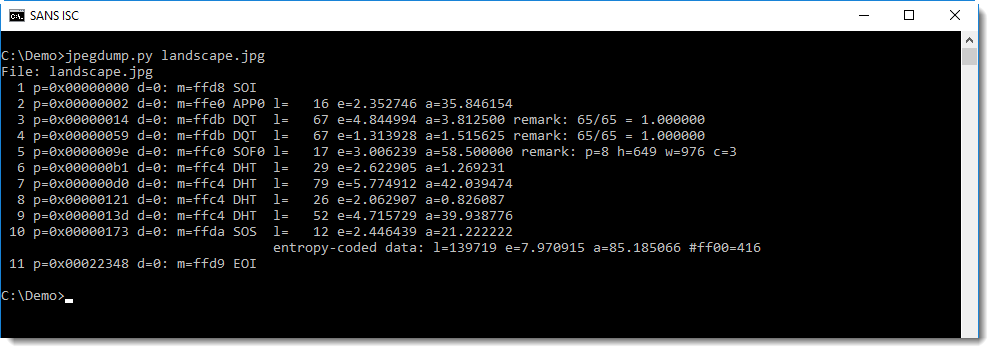 SANS ISC
C:\Demo>jpegdump.py landscape.jpg
File: landscape.jpg
  1 p=0x00000000 d=0: m=ffd8 SOI
  2 p=0x00000002 d=0: m=ffe0 APP0 l=   16 e=2.352746 a=35.846154
  3 p=0x00000014 d=0: m=ffdb DQT  l=   67 e=4.844994 a=3.812500 remark: 65/65 = 1.000000
  4 p=0x00000059 d=0: m=ffdb DQT  l=   67 e=1.313928 a=1.515625 remark: 65/65 = 1.000000
  5 p=0x0000009e d=0: m=ffc0 SOF0 l=   17 e=3.006239 a=58.500000 remark: p=8 h=649 w=976 c=3
  6 p=0x000000b1 d=0: m=ffc4 DHT  l=   29 e=2.622905 a=1.269231
  7 p=0x000000d0 d=0: m=ffc4 DHT  l=   79 e=5.774912 a=42.039474
  8 p=0x00000121 d=0: m=ffc4 DHT  l=   26 e=2.062907 a=0.826087
  9 p=0x0000013d d=0: m=ffc4 DHT  l=   52 e=4.715729 a=39.938776
 10 p=0x00000173 d=0: m=ffda SOS  l=   12 e=2.446439 a=21.222222
                                  entropy-coded data: l=139719 e=7.970915 a=85.185066 #ff00=416
 11 p=0x00022348 d=0: m=ffd9 EOI
C:\Demo>